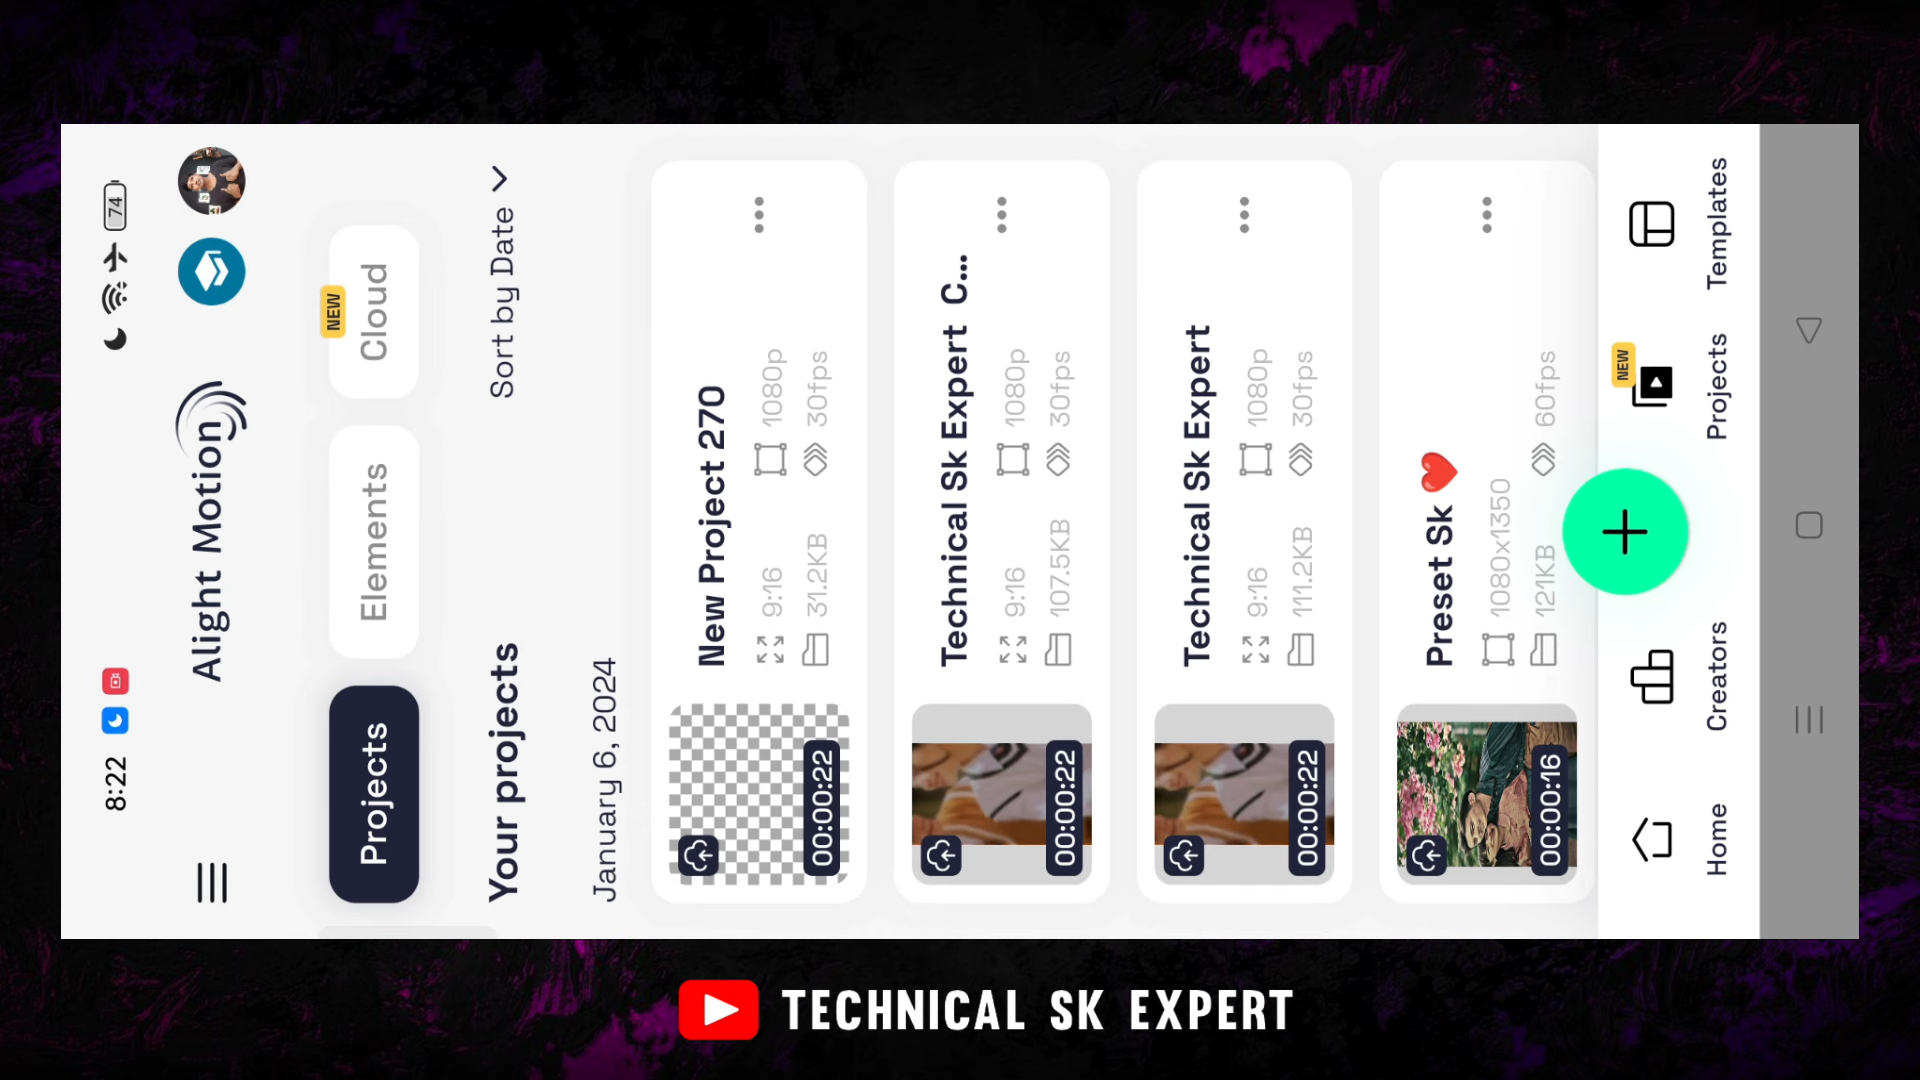 8:22
74
Alight Motion
Projects
Elements
Cloud
NEW
Your projects
Sort by Date
January 6, 2024
New Project 270
9:16
1080p
31.2KB
30fps
00:00:22
Technical Sk Expert C...
9:16
1080p
107.5KB
30fps
00:00:22
Technical Sk Expert
9:16
1080p
111.2KB
30fps
00:00:22
Preset Sk ❤️
1080x1350
121KB
60fps
00:00:16
Home
Creators
NEW
Projects
Templates
TECHNICAL SK EXPERT